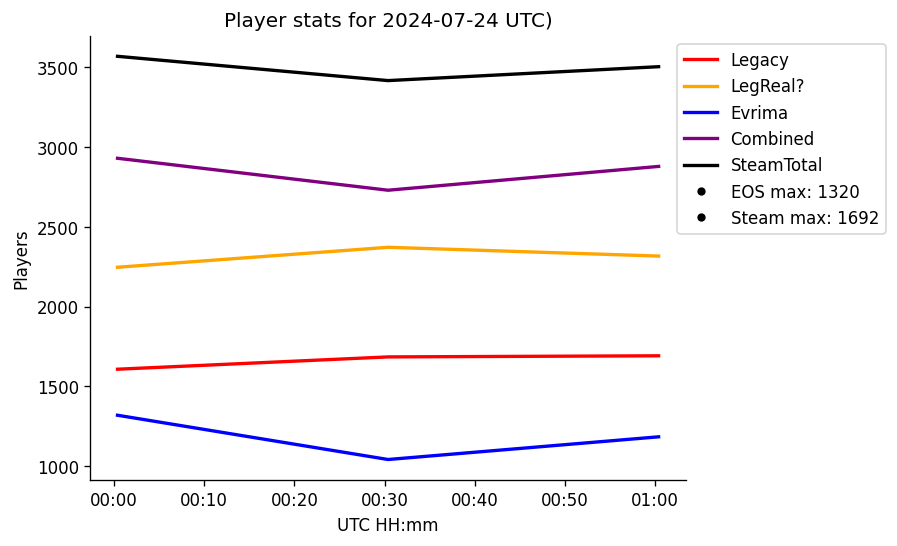 Player stats for 2024-07-24 UTC)
Legacy
LegReal?
Evrima
Combined
SteamTotal
EOS max: 1320
Steam max: 1692
Players
3500
3000
2500
2000
1500
1000
00:00 00:10 00:20 00:30 00:40 00:50 01:00
UTC HH:mm